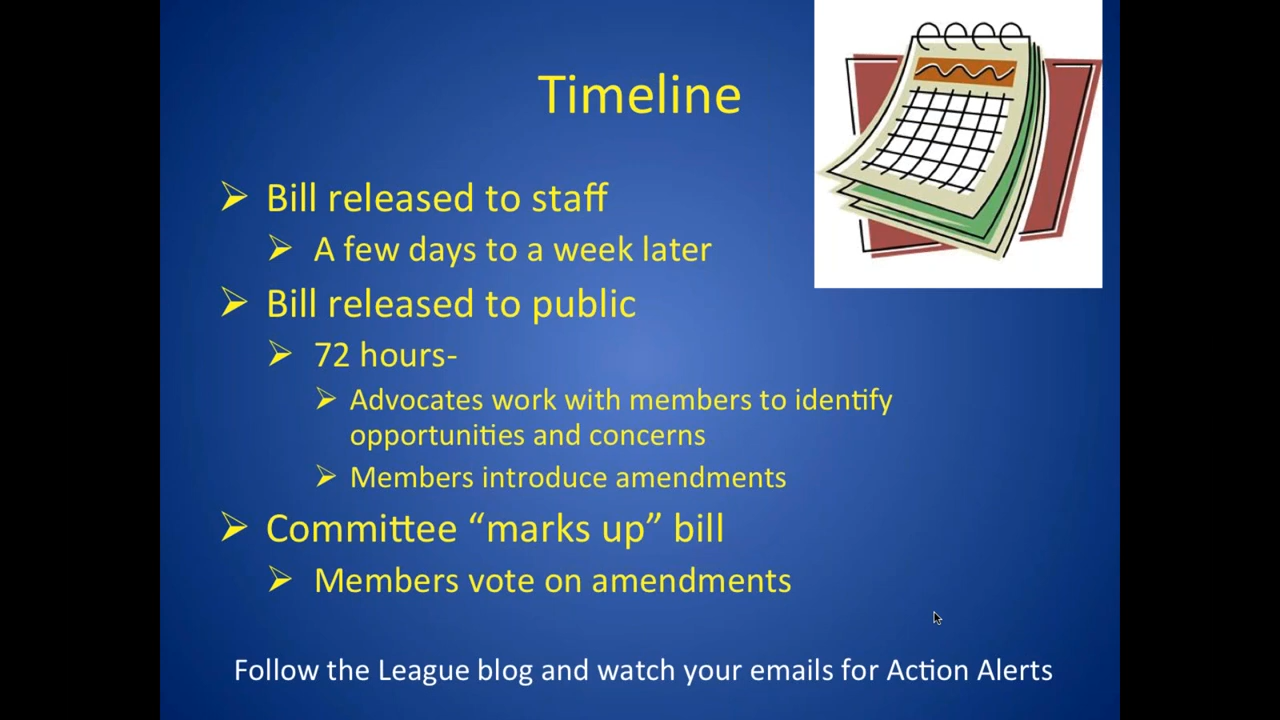 Timeline
Bill released to staff
A few days to a week later
Bill released to public
72 hours-
Advocates work with members to identify
opportunities and concerns
Members introduce amendments
Committee “marks up” bill
Members vote on amendments
Follow the League blog and watch your emails for Action Alerts